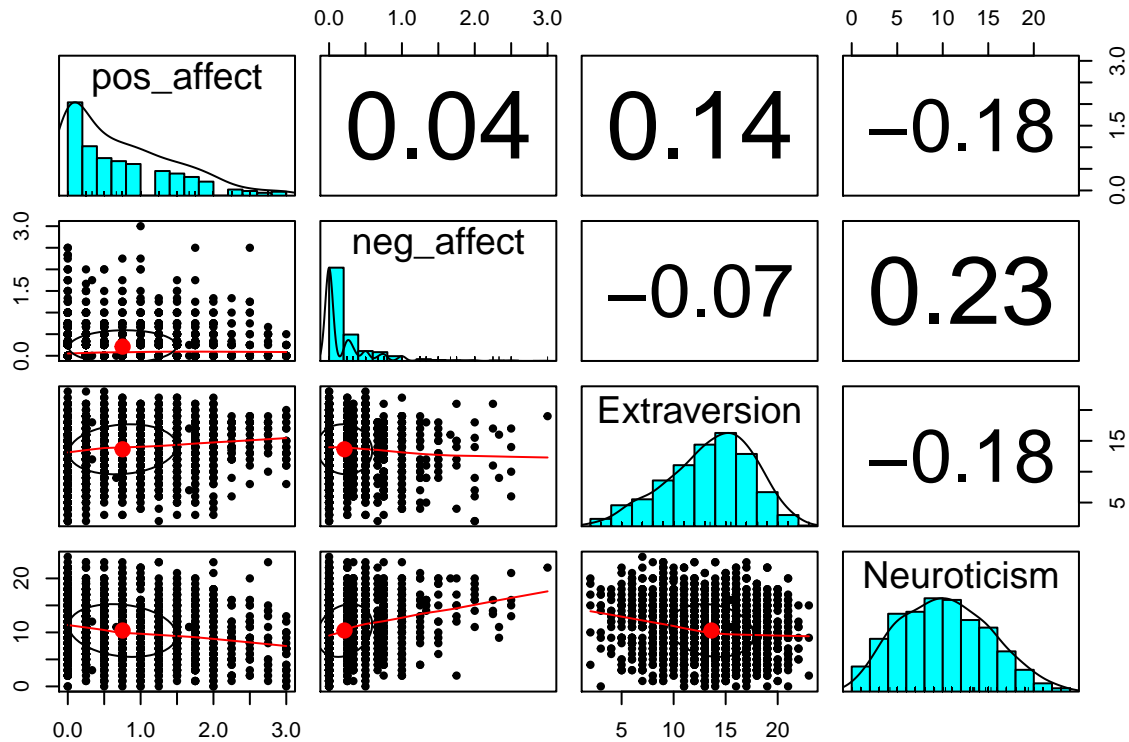 0.0 1.0 2.0 3.0 0 5 10 15 20
pos_affect 0.04 0.14 −0.18 0.0 1.5 3.0
0.0 1.5 3.0 neg_affect −0.07 0.23
Extraversion −0.18 5 15
0 10 20 Neuroticism
0.0 1.0 2.0 3.0 5 10 15 20